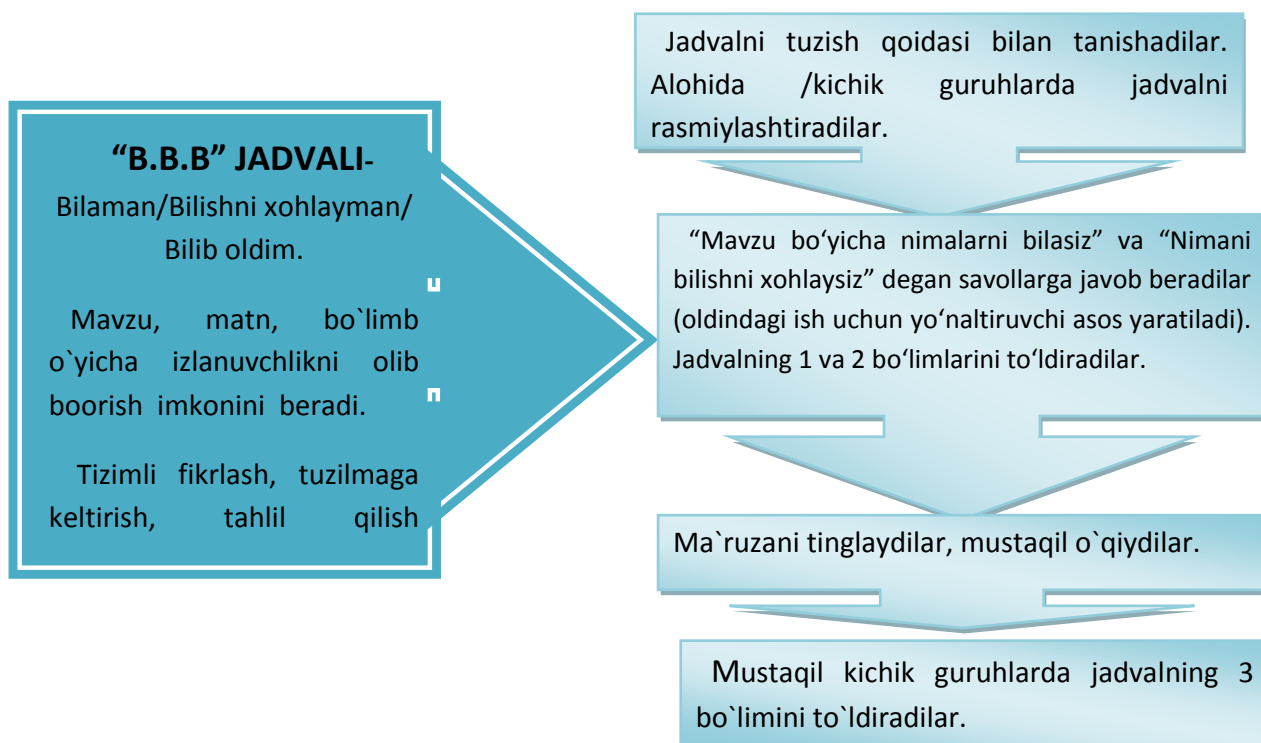 “B.B.B” JADVALI-
Bilaman/Bilishni xohlayman/
Bilib oldim.
Mavzu, matn, bo`limb
o`yicha izlanuvchlikni olib
boorish imkonini beradi.
Tizimli fikrlash, tuzilmaga
keltirish, tahlil qilish
Jadvalni tuzish qoidasi bilan tanishadilar.
Alohida /kichik guruhlarda jadvalni
rasmiylashtiradilar.
“Mavzu bo‘yicha nimalarni bilasiz” va “Nimani
bilishni xohlaysiz” degan savollarga javob beradilar
(oldindagi ish uchun yo‘naltiruvchi asos yaratiladi).
Jadvalning 1 va 2 bo‘limlarini to‘ldiradilar.
Ma`ruzani tinglaydilar, mustaqil o`qiydilar.
Mustaqil kichik guruhlarda jadvalning 3
bo`limini to`ldiradilar.